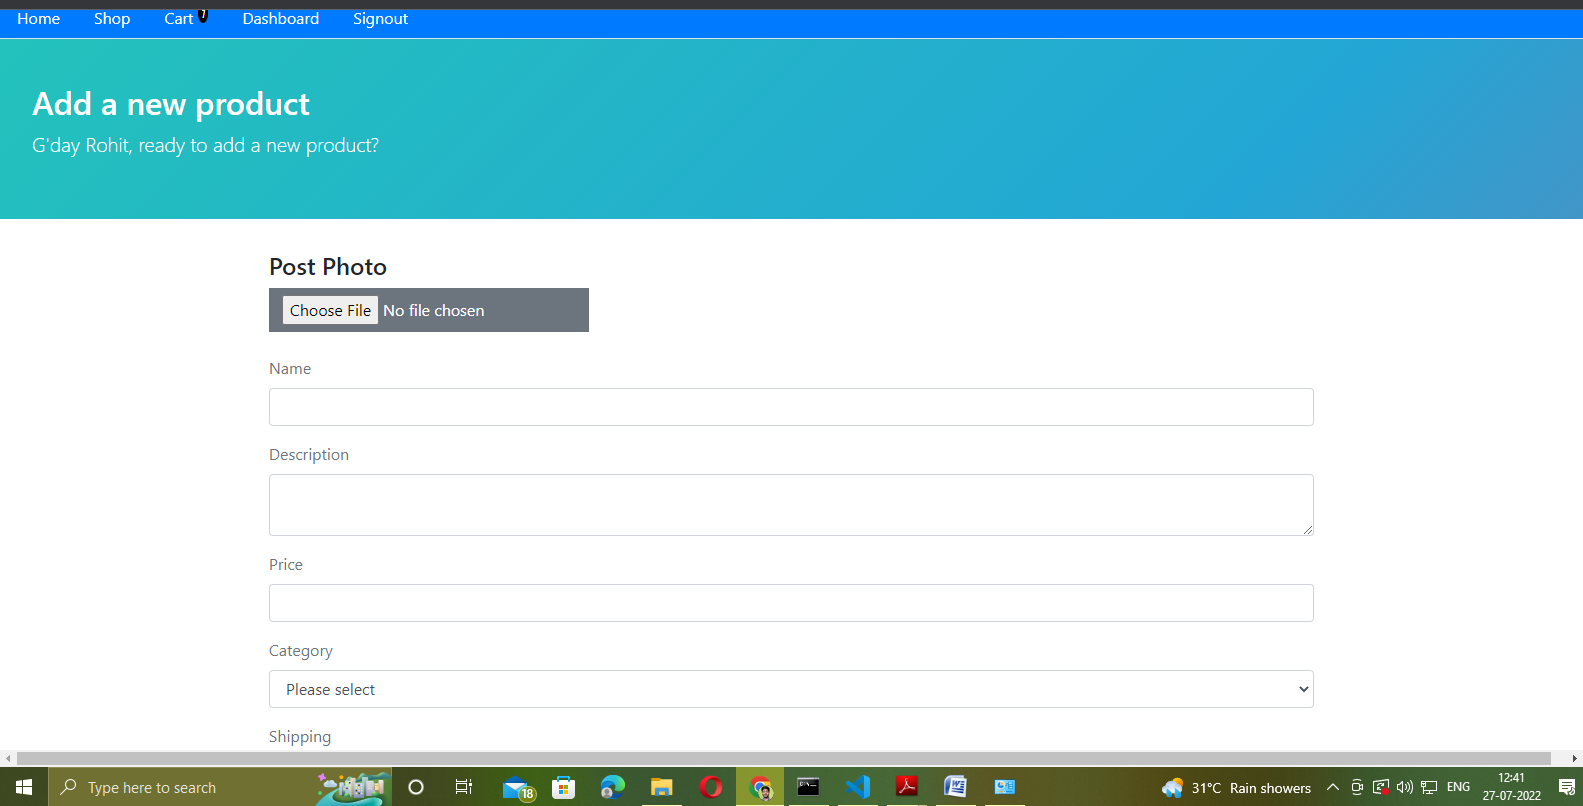 Home Shop Cart 1 Dashboard Signout
Add a new product
G'day Rohit, ready to add a new product?
Post Photo
Choose File No file chosen
Name
Description
Price
Category
Please select
Shipping
Type here to search 18 31°C Rain showers ENG 12:41
27-07-2022